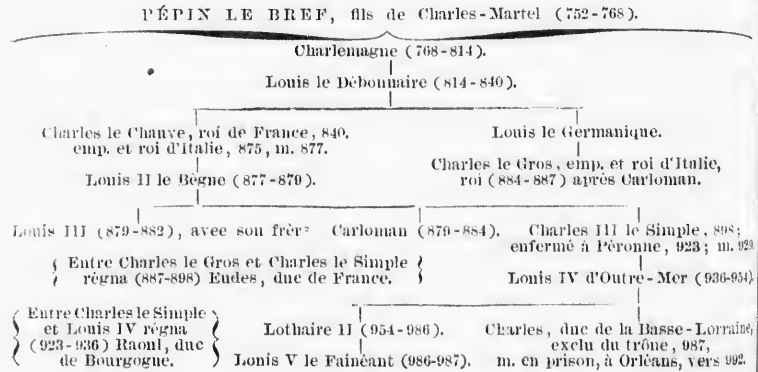 PÉPIN LE BREF, fils de Charles-Martel (752-768).
Charlemagne (768-814).
Louis le Débonnaire (814-840).
Charles le Chauve, roi de France, 840,
emp. et roi d'Italie, 875, m. 877.
Louis le Germanique.
Louis II le Bègne (877-879).
Charles le Gros, emp. et roi d'Italie,
roi (884-887) après Carloman.
Louis III (879-882), avec son frère Carloman (879-884).
Charles III le Simple, 898;
enfermé à Péronne, 923; m. 929.
Entre Charles le Gros et Charles le Simple
règna (887-898) Eudes, duc de France.
Louis IV d'Outre-Mer (936-954).
Entre Charles le Simple
et Louis IV règna
(923-936) Raoul, duc
de Bourgogne.
Lothaire II (954-986).
Louis V le Fainéant (986-987).
Charles, duc de la Basse-Lorraine,
exclu du trône, 987,
m. en prison, à Orléans, vers 992.